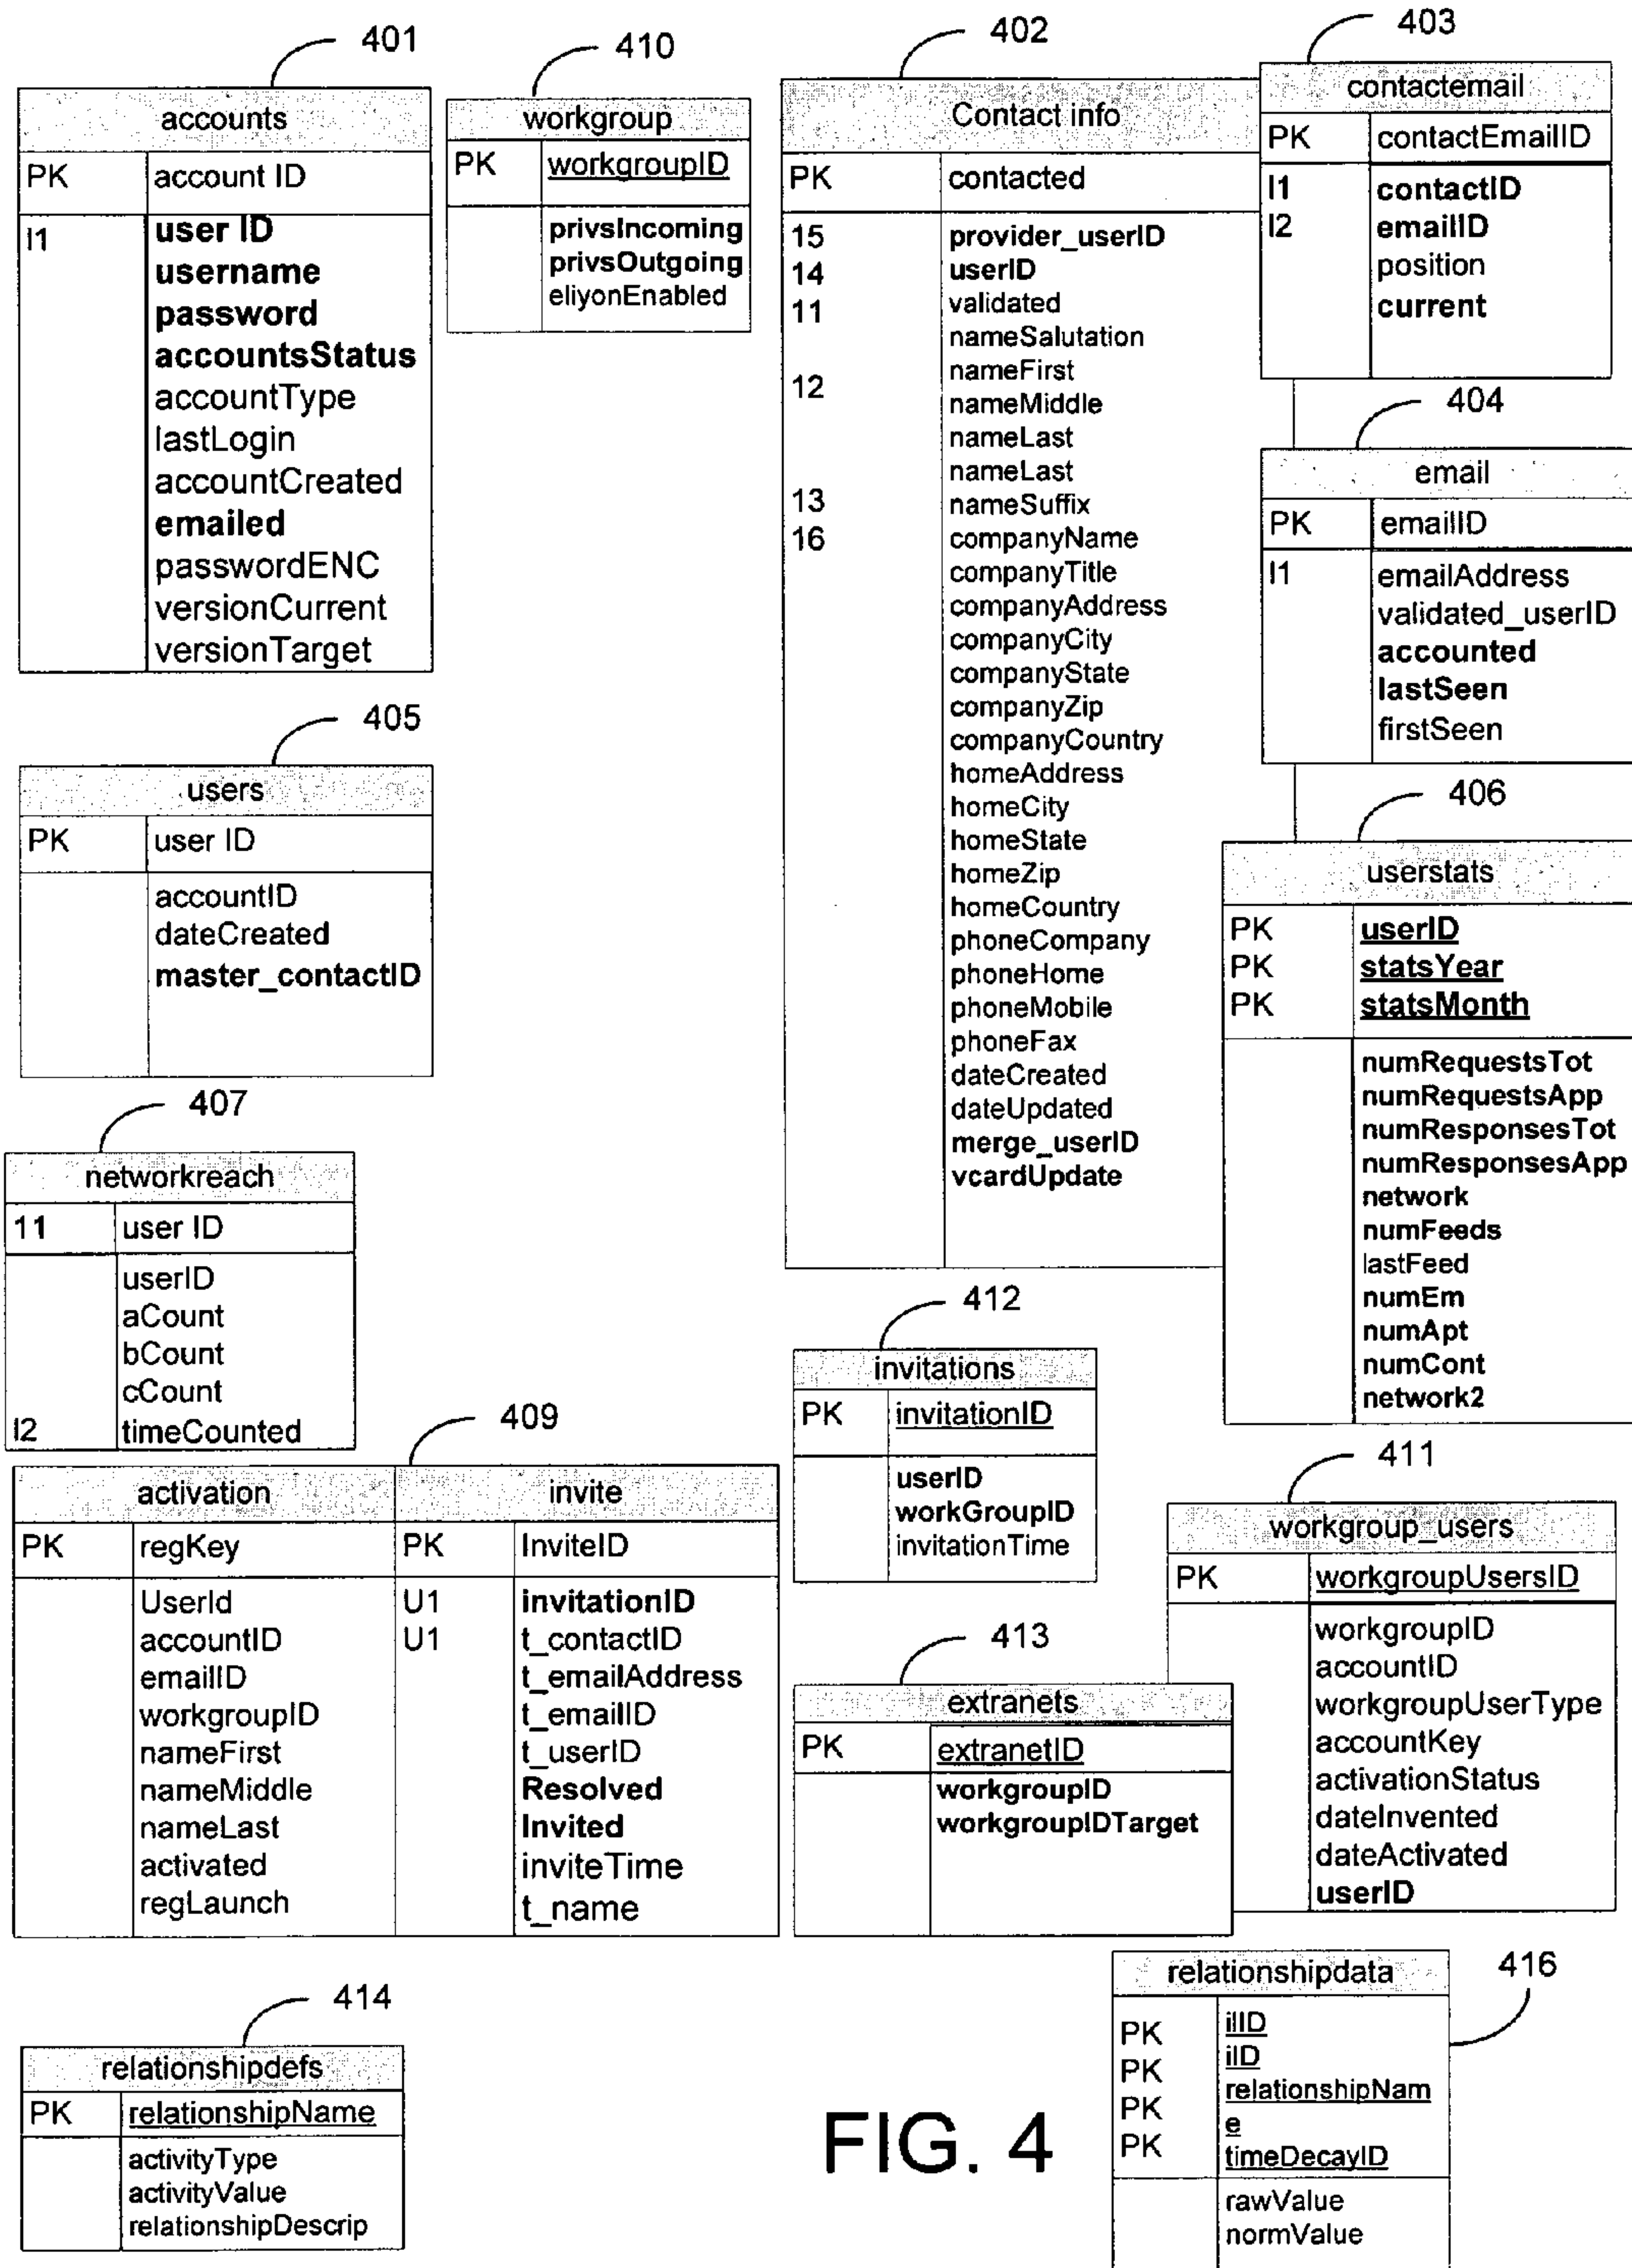 401
accounts
PK account ID
I1 user ID
username
password
accountsStatus
accountType
lastLogin
accountCreated
emailed
passwordENC
versionCurrent
versionTarget
410
workgroup
PK workgroupID
privsIncoming
privsOutgoing
eliyonEnabled
402
Contact info
PK contacted
15 provider_userID
14 userID
11 validated
nameSalutation
nameFirst
12 nameMiddle
nameLast
nameLast
13 nameSuffix
16 companyName
companyTitle
companyAddress
companyCity
companyState
companyZip
companyCountry
homeAddress
homeCity
homeState
homeZip
homeCountry
phoneCompany
phoneHome
phoneMobile
phoneFax
dateCreated
dateUpdated
merge_userID
vcardUpdate
403
contactemail
PK contactEmailID
I1 contactID
I2 emailID
position
current
404
email
PK emailID
I1 emailAddress
validated_userID
accounted
lastSeen
firstSeen
405
users
PK user ID
accountID
dateCreated
master_contactID
406
userstats
PK userID
PK statsYear
PK statsMonth
numRequestsTot
numRequestsApp
numResponsesTot
numResponsesApp
network
numFeeds
lastFeed
numEm
numApt
numCont
network2
407
networkreach
11 user ID
userID
aCount
bCount
cCount
I2 timeCounted
409
activation invite
PK regKey PK InviteID
UserId U1 invitationID
accountID U1 t_contactID
emailID t_emailAddress
workgroupID t_emailID
nameFirst t_userID
nameMiddle Resolved
nameLast Invited
activated inviteTime
regLaunch t_name
412
invitations
PK invitationID
userID
workGroupID
invitationTime
413
extranets
PK extranetID
workgroupID
workgroupIDTarget
411
workgroup_users
PK workgroupUsersID
workgroupID
accountID
workgroupUserType
accountKey
activationStatus
dateInvented
dateActivated
userID
414
relationshipdefs
PK relationshipName
activityType
activityValue
relationshipDescrip
FIG. 4
416
relationshipdata
PK iIID
PK iID
PK relationshipNam
e
PK timeDecayID
rawValue
normValue